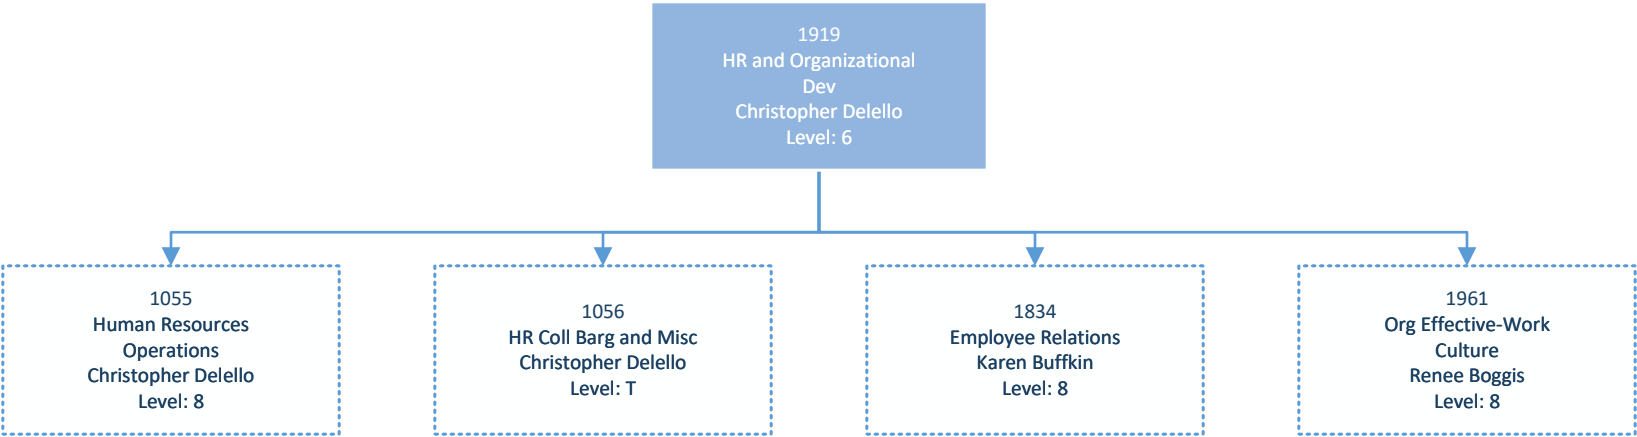 1919
HR and Organizational
Dev
Christopher Delello
Level: 6
1055
Human Resources
Operations
Christopher Delello
Level: 8
1056
HR Coll Barg and Misc
Christopher Delello
Level: T
1834
Employee Relations
Karen Buffkin
Level: 8
1961
Org Effective-Work
Culture
Renee Boggis
Level: 8